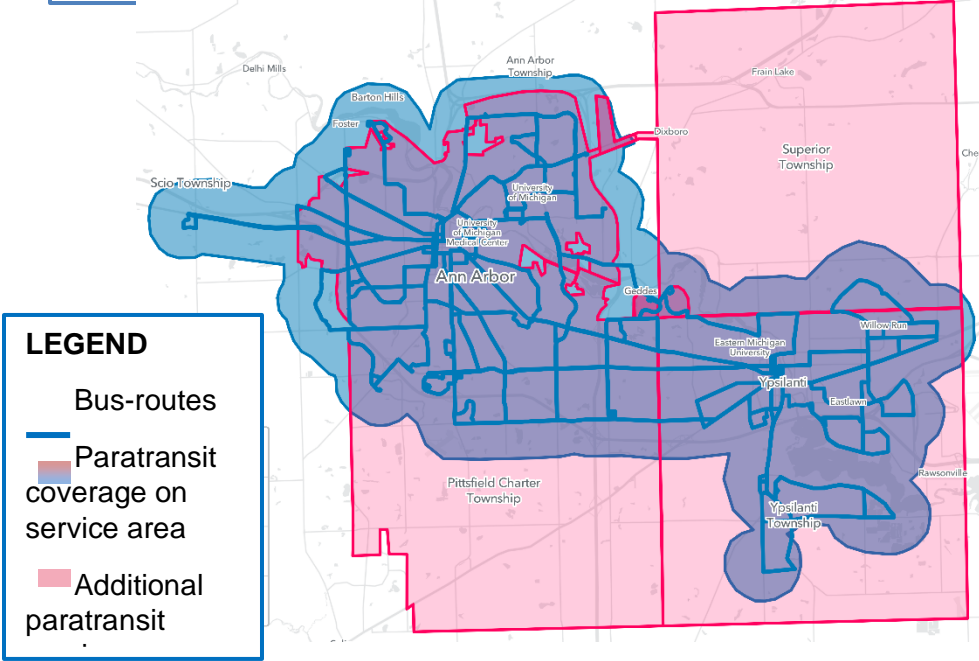 Ann Arbor
Township
Delhi Mills
Frain Lake
Barton Hills
Foster
Dixboro
Superior
Township
Scio Township
University
of Michigan
University
of Michigan
Medical Center
Ann Arbor
Geddes
Willow Run
Eastern Michigan
University
Ypsilanti
Eastlawn
Rawsonville
Pittsfield Charter
Township
Ypsilanti
Township
LEGEND
Bus-routes
Paratransit
coverage on
service area
Additional
paratransit